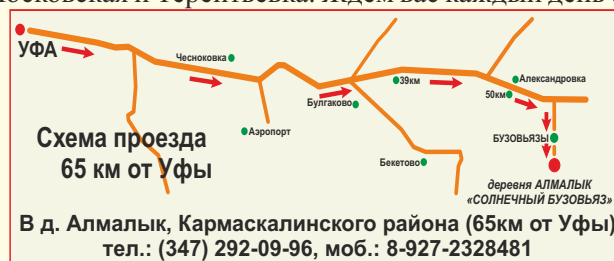 Московская и Терентьевка. Ждем вас каждый день
УФА
Чесноковка
39км
Александровка
50км
Булгаково
Аэропорт
БУЗОВЬЯЗЫ
Схема проезда
65 км от Уфы
Бекетово
деревня АЛМАЛЫК
«СОЛНЕЧНЫЙ БУЗОВЬЯЗ»
В д. Алмалык, Кармаскалинского района (65км от Уфы)
тел.: (347) 292-09-96, моб.: 8-927-2328481